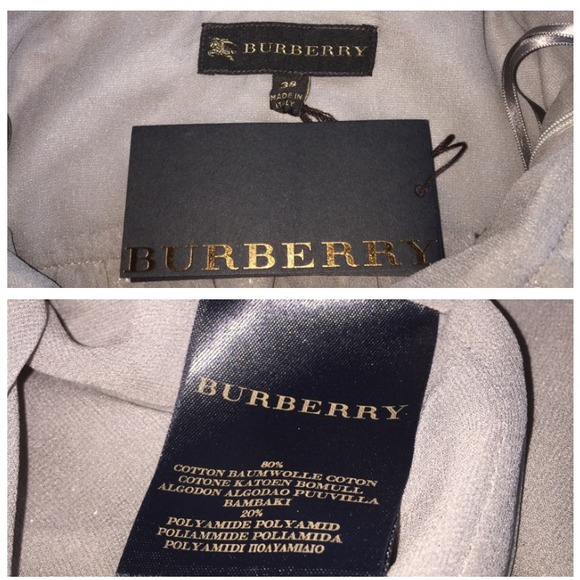 BURBERRY
38
MADE IN
ITALY
BURBERRY
BURBERRY
80%
COTTON BAUMWOLLE COTON
COTONE KATOEN BOMULL
ALGODON ALGODAO PUUVILLA
BAMBAKI
20%
POLYAMIDE POLYAMID
POLIAMMIDE POLIAMIDA
POLYAMIDI ΠΟΛΥΑΜΙΔΙΟ